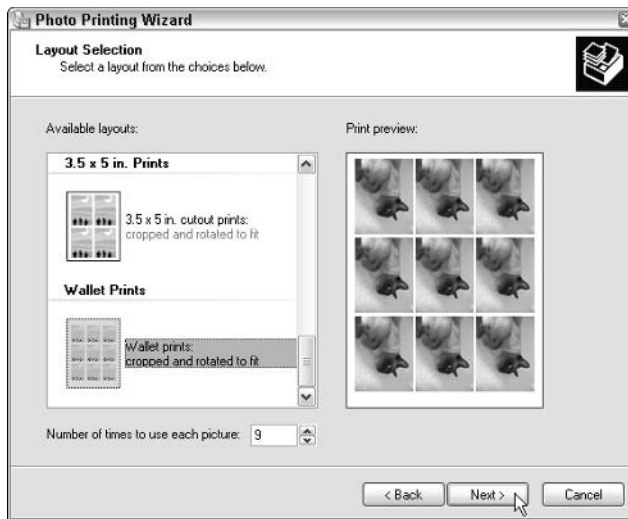 Photo Printing Wizard
Layout Selection
Select a layout from the choices below.
Available layouts:
3.5 x 5 in. Prints
3.5 x 5 in. cutout prints:
cropped and rotated to fit
Wallet Prints
Wallet prints:
cropped and rotated to fit
Number of times to use each picture: 9
Print preview:
< Back
Next >
Cancel